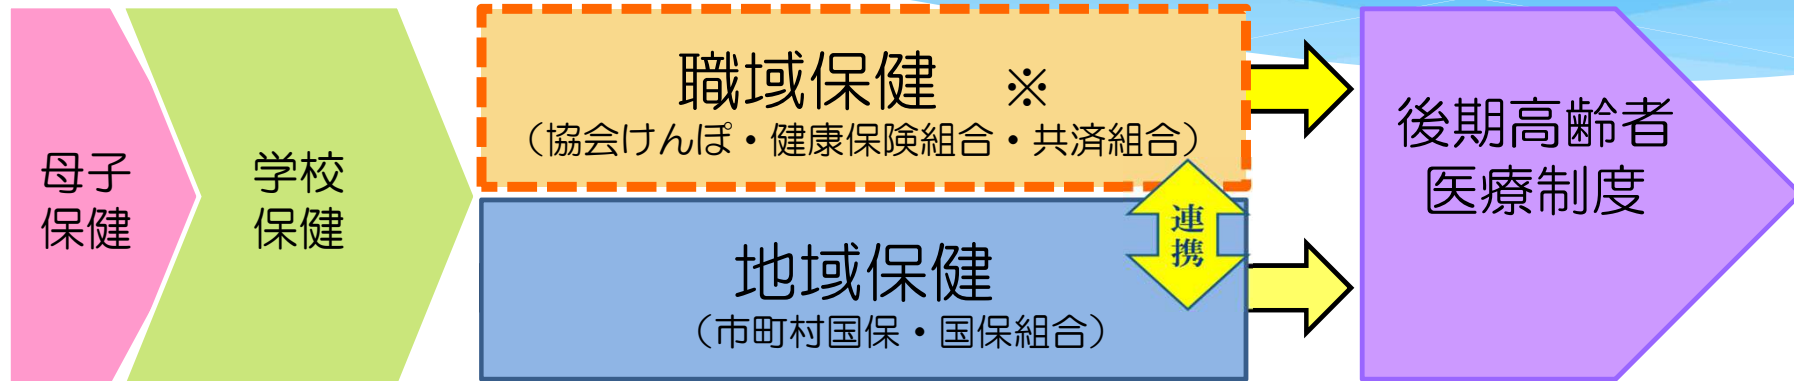 母子
保健
学校
保健
職域保健　※
（協会けんぽ・健康保険組合・共済組合）
連
携
地域保健
（市町村国保・国保組合）
後期高齢者
医療制度